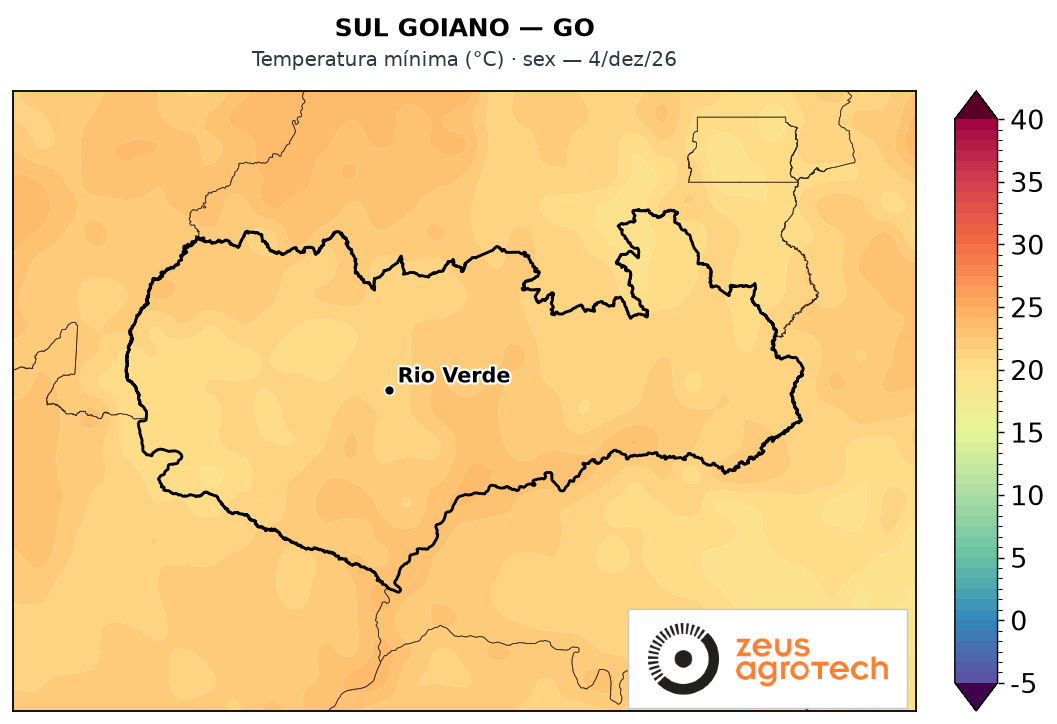 SUL GOIANO — GO
Temperatura mínima (°C) · sex — 4/dez/26
Rio Verde
40
35
30
25
20
15
10
5
0
-5
zeus
agrotech